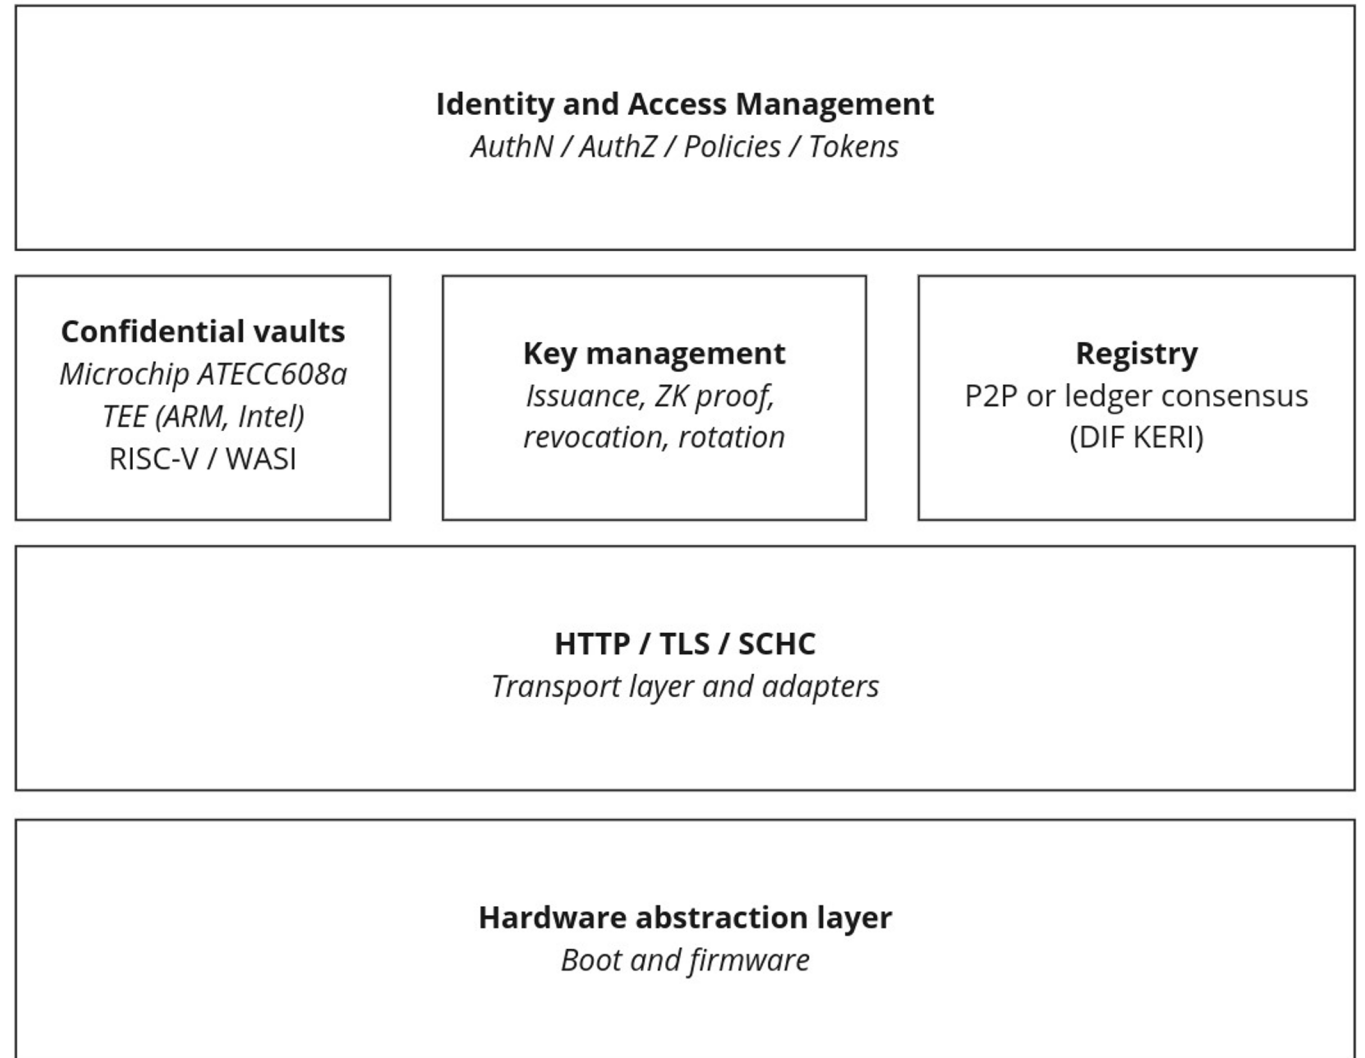 Identity and Access Management
AuthN / AuthZ / Policies / Tokens
Confidential vaults
Microchip ATECC608a
TEE (ARM, Intel)
RISC-V / WASI
Key management
Issuance, ZK proof,
revocation, rotation
Registry
P2P or ledger consensus
(DIF KERI)
HTTP / TLS / SCHC
Transport layer and adapters
Hardware abstraction layer
Boot and firmware